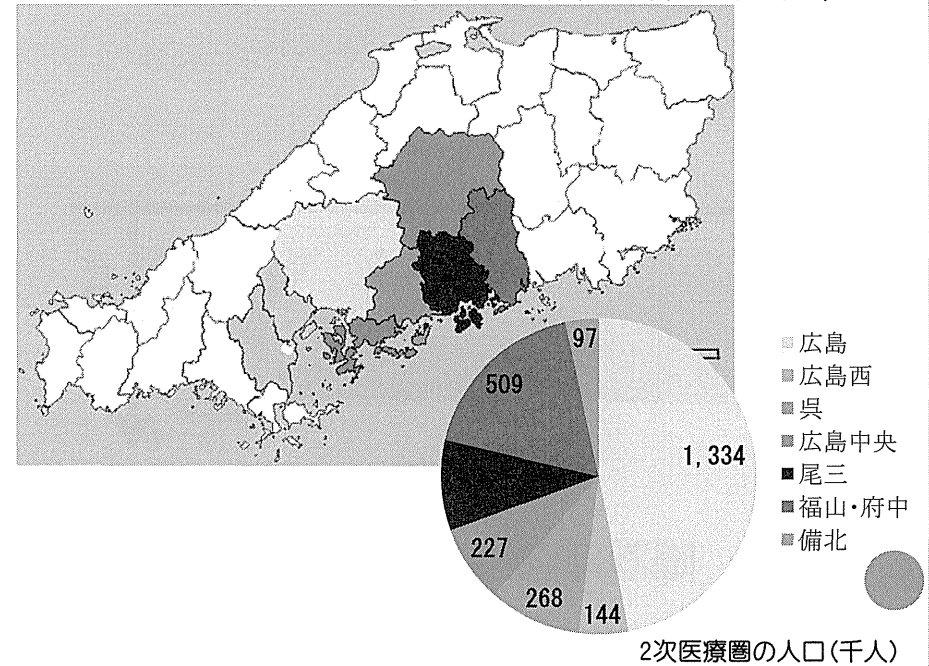 97
509
1,334
227
268
144
広島
広島西
呉
広島中央
尾三
福山・府中
備北
2次医療圏の人口(千人)